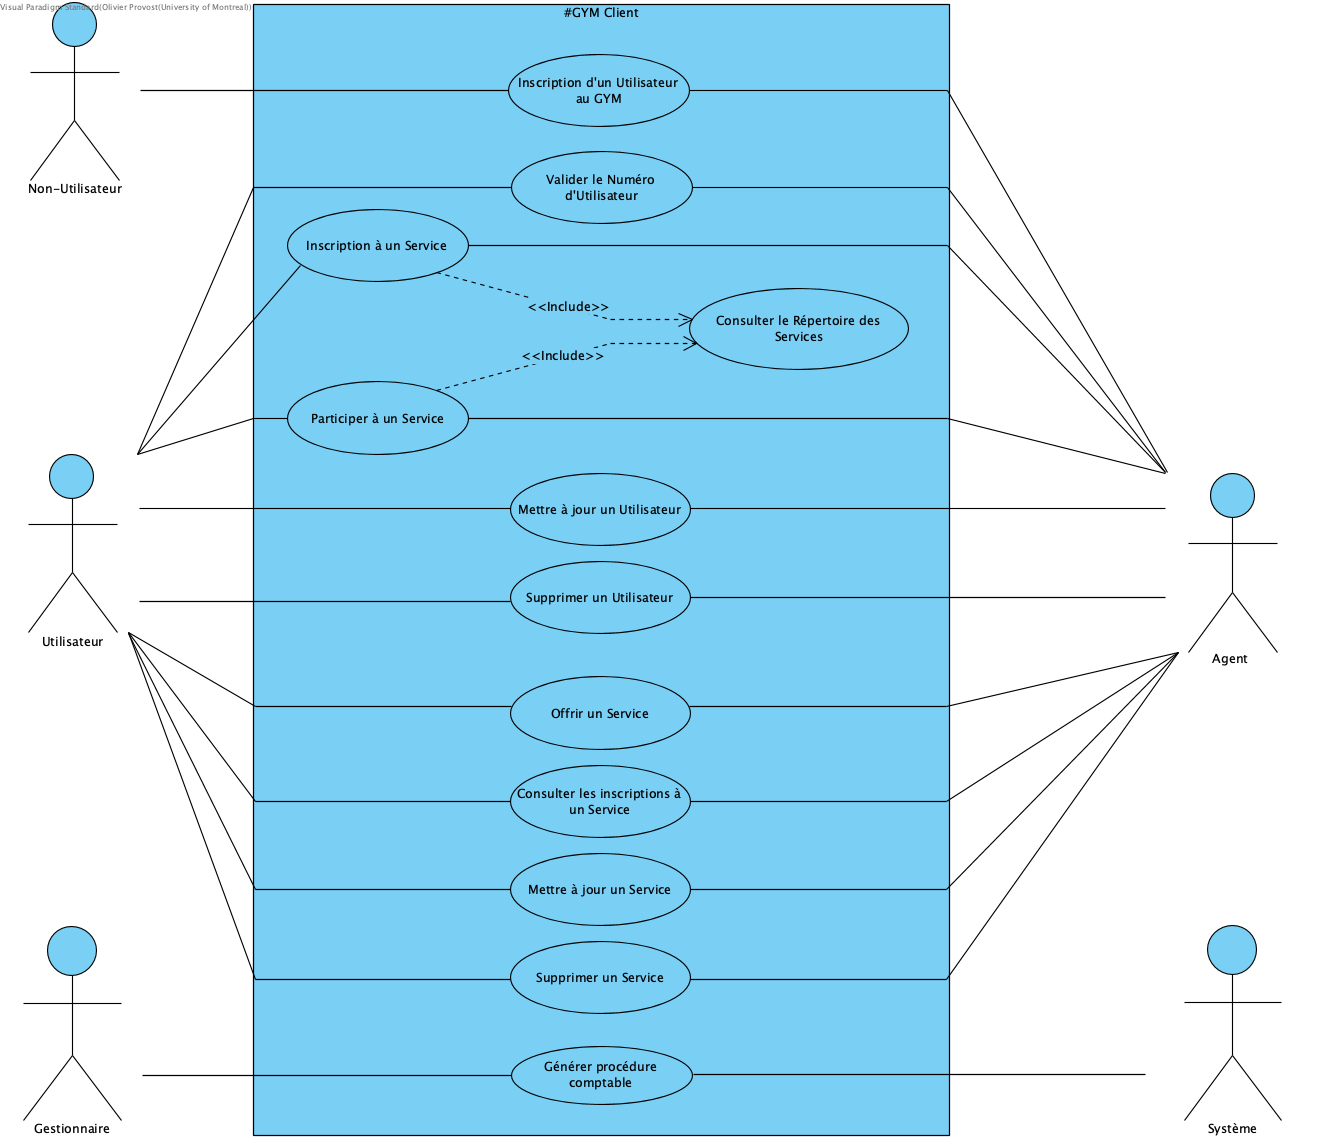 Visual Paradigm Standard(Olivier Provost(University of Montreal))
#GYM Client
Inscription d'un Utilisateur
au GYM
Non-Utilisateur
Valider le Numéro
d'Utilisateur
Inscription à un Service
<<Include>>
Consulter le Répertoire des
Services
<<Include>>
Participer à un Service
Mettre à jour un Utilisateur
Supprimer un Utilisateur
Utilisateur
Agent
Offrir un Service
Consulter les inscriptions à
un Service
Mettre à jour un Service
Supprimer un Service
Générer procédure
comptable
Gestionnaire
Système